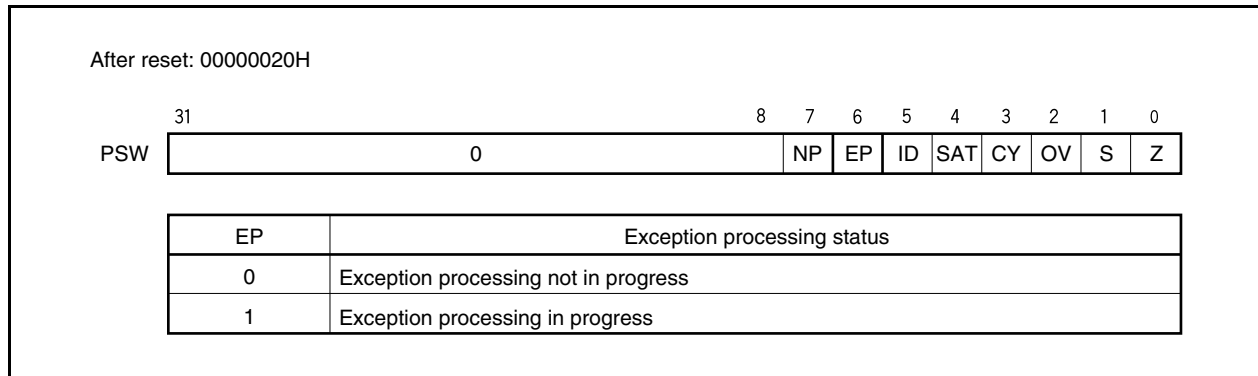 After reset: 00000020H
31 8 7 6 5 4 3 2 1 0
PSW 0 NP EP ID SAT CY OV S Z
EP Exception processing status
0 Exception processing not in progress
1 Exception processing in progress